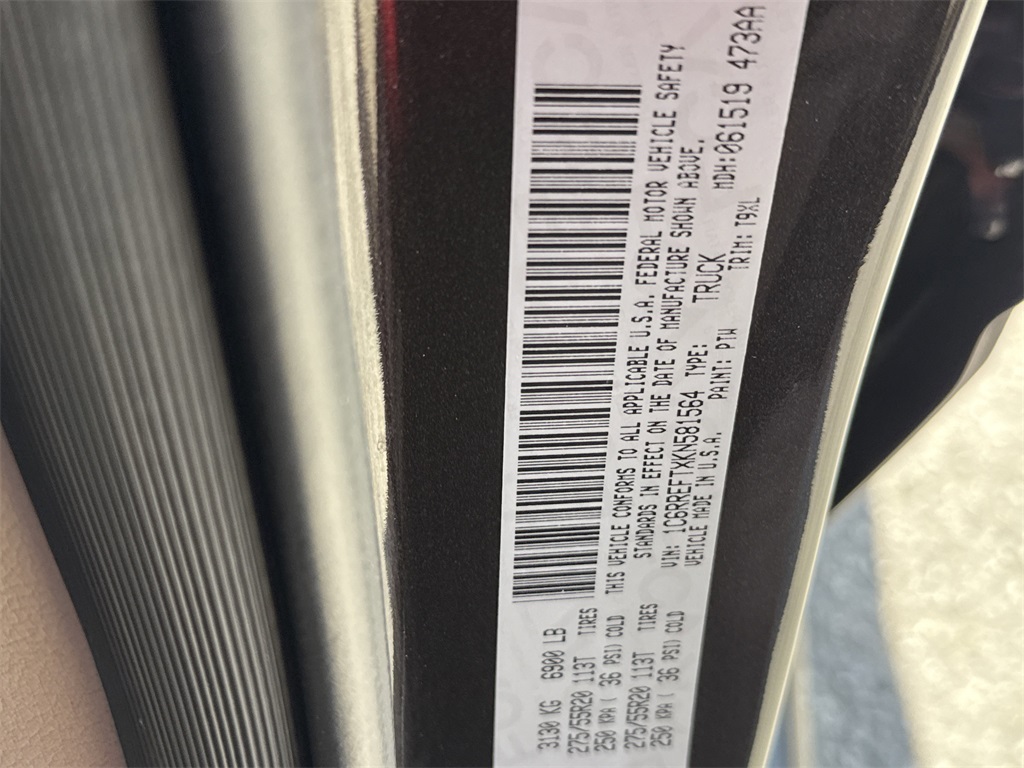 3130 KG 6900 LB
275/55R20 113T TIRES
250 KPA ( 36 PSI) COLD
275/55R20 113T TIRES
250 KPA ( 36 PSI) COLD
THIS VEHICLE CONFORMS TO ALL APPLICABLE U.S.A. FEDERAL MOTOR VEHICLE SAFETY
STANDARDS IN EFFECT ON THE DATE OF MANUFACTURE SHOWN ABOVE.
VIN: 1C6RREFTXKN581564 TYPE: TRUCK MDH:061519 473AA
VEHICLE MADE IN U.S.A. PAINT: PTW TRIM: T9XL